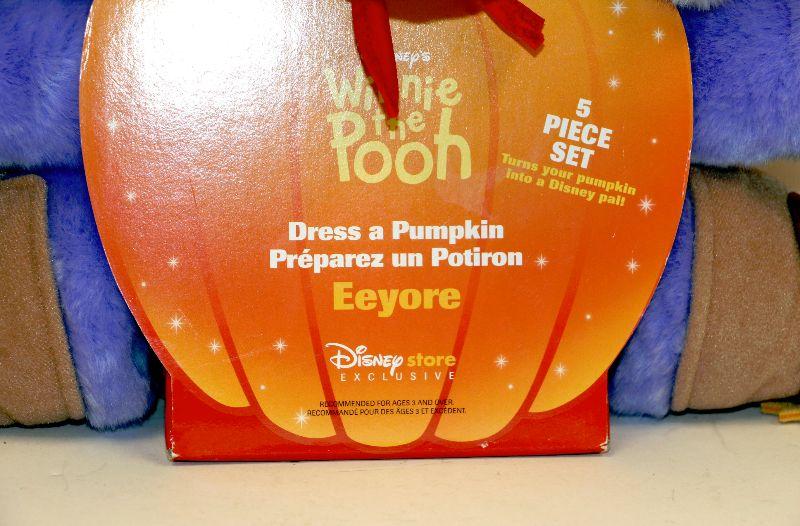 Winnie
the
Pooh
5
PIECE
SET
Turns your pumpkin
into a Disney pal!
Dress a Pumpkin
Préparez un Potiron
Eeyore
Disney store
EXCLUSIVE
RECOMMENDED FOR AGES 3 AND OVER.
RECOMMANDÉ POUR DES ÂGES 3 ET EXCÉDENT.